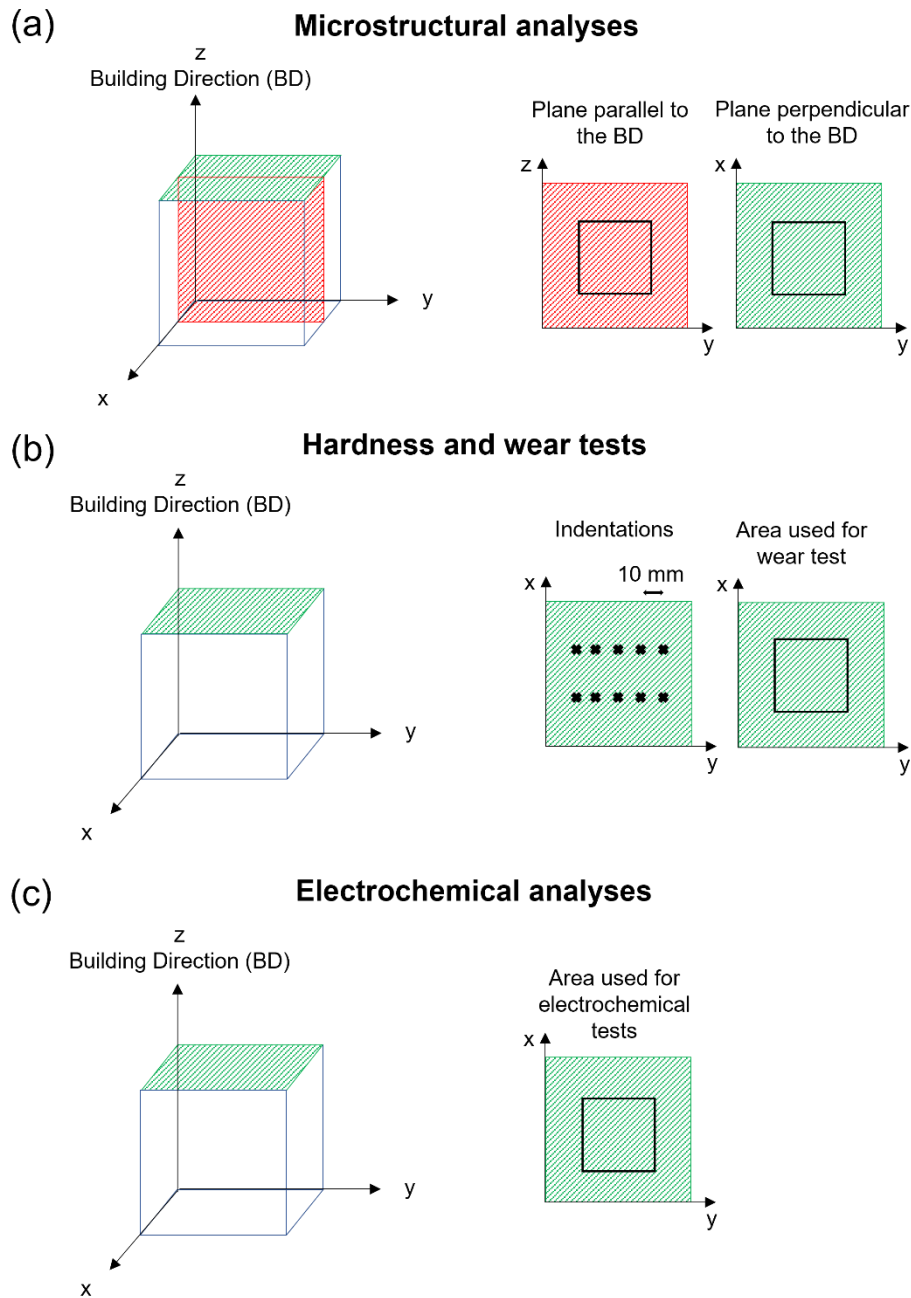 (a)
Microstructural analyses
z
Building Direction (BD)
y
x
Plane parallel to
the BD
z
y
Plane perpendicular
to the BD
x
y
(b)
Hardness and wear tests
z
Building Direction (BD)
y
x
Indentations
10 mm
x
y
Area used for
wear test
x
y
(c)
Electrochemical analyses
z
Building Direction (BD)
y
x
Area used for
electrochemical
tests
x
y